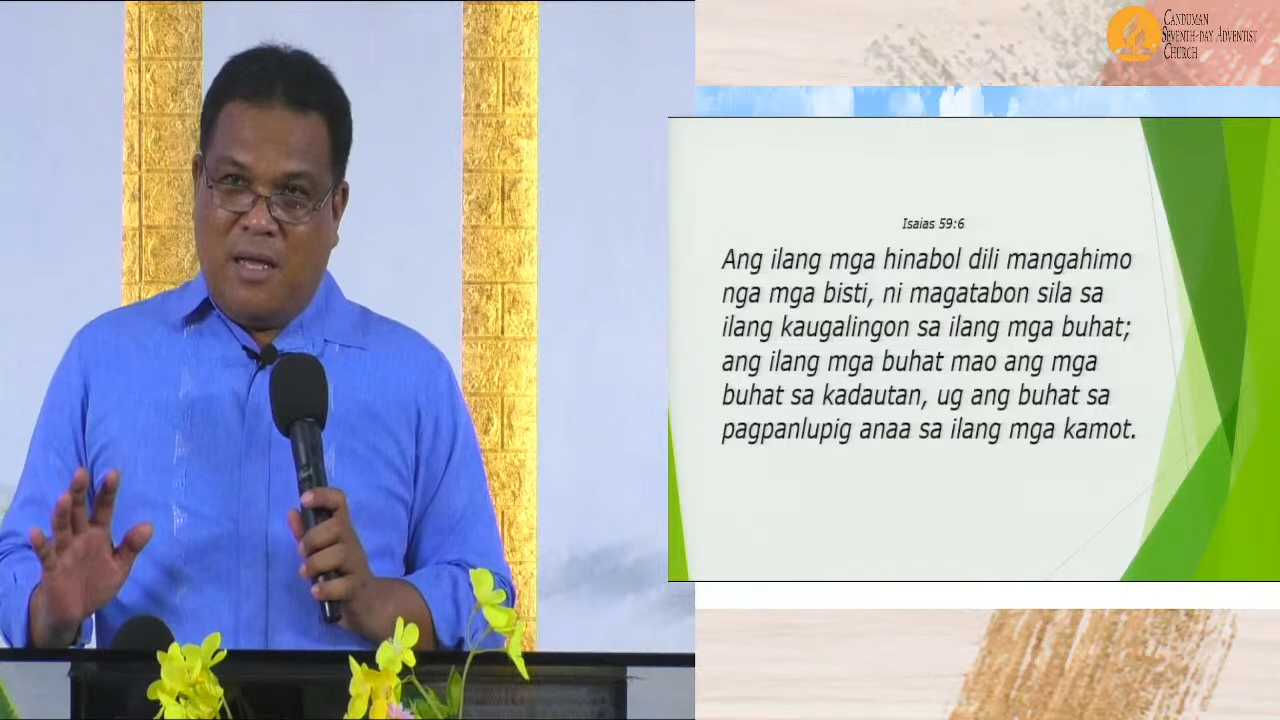 Canduman
Seventh-day Adventist
Church
Isaias 59:6
Ang ilang mga hinabol dili mangahimo
nga mga bisti, ni magatabon sila sa
ilang kaugalingon sa ilang mga buhat;
ang ilang mga buhat mao ang mga
buhat sa kadautan, ug ang buhat sa
pagpanlupig anaa sa ilang mga kamot.